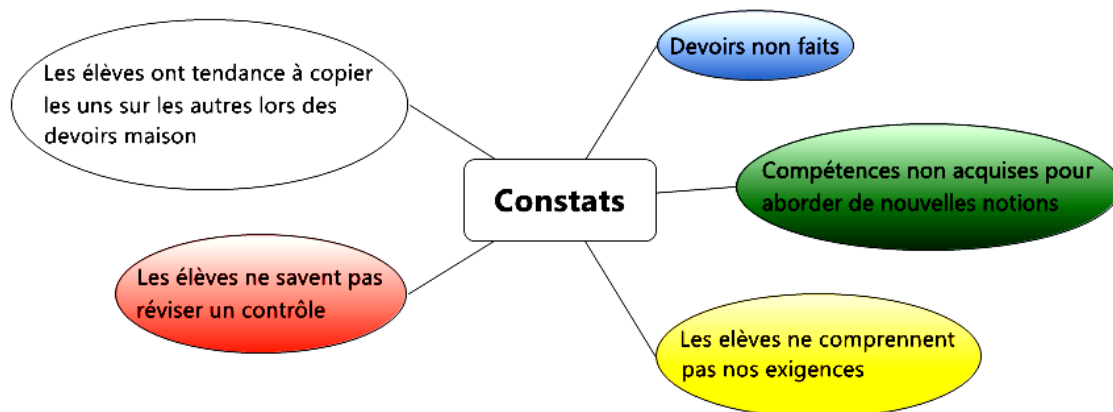 Les élèves ont tendance à copier
les uns sur les autres lors des
devoirs maison
Devoirs non faits
Constats
Compétences non acquises pour
aborder de nouvelles notions
Les élèves ne savent pas
réviser un contrôle
Les elèves ne comprennent
pas nos exigences